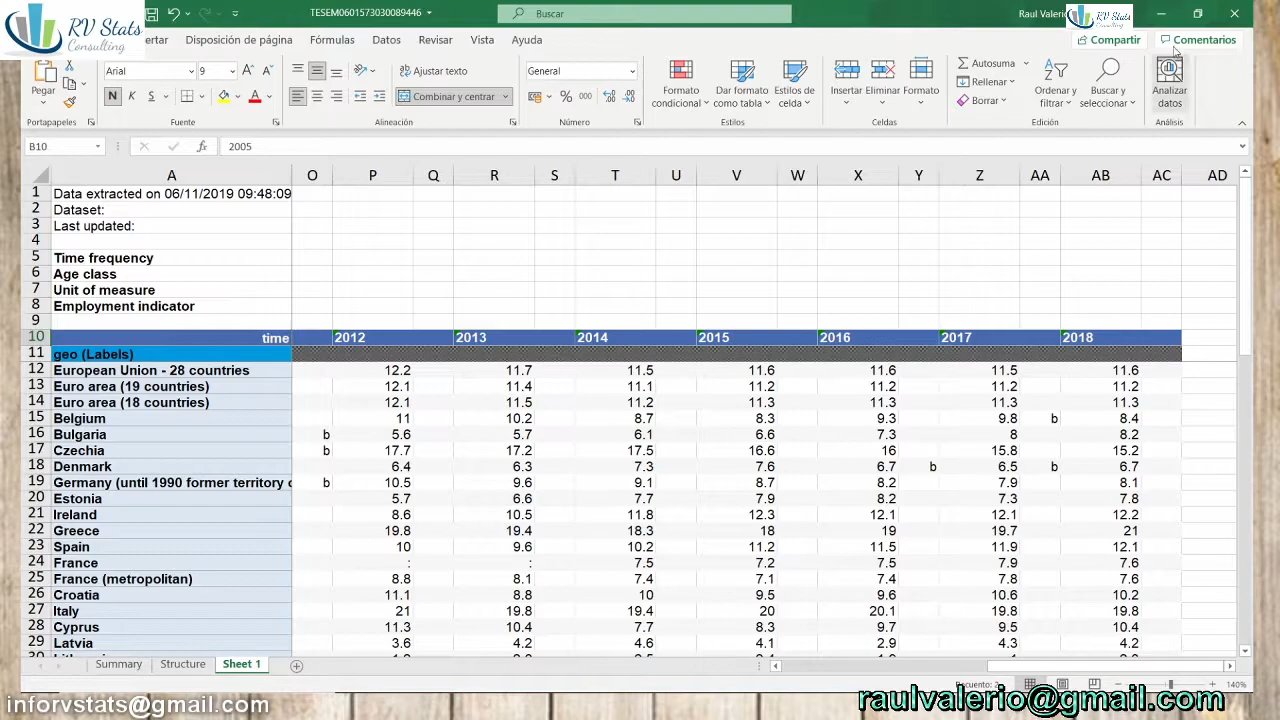 RV Stats
Consulting
TESEM0601573030089446
Buscar
Raul Valerio
RV Stats
Consulting
ertar
Disposición de página
Fórmulas
Datos
Revisar
Vista
Ayuda
Compartir
Comentarios
Pegar
Portapapeles
Arial
9
N K S
Fuente
Ajustar texto
Combinar y centrar
Alineación
General
% 000
Número
Formato condicional
Dar formato como tabla
Estilos de celda
Estilos
Insertar
Eliminar
Formato
Celdas
Autosuma
Rellenar
Borrar
Ordenar y filtrar
Buscar y seleccionar
Edición
Analizar datos
Análisis
B10
fx
2005
A O P Q R S T U V W X Y Z AA AB AC AD
1 Data extracted on 06/11/2019 09:48:09
2 Dataset:
3 Last updated:
4
5 Time frequency
6 Age class
7 Unit of measure
8 Employment indicator
9
10 time 2012 2013 2014 2015 2016 2017 2018
11 geo (Labels)
12 European Union - 28 countries 12.2 11.7 11.5 11.6 11.6 11.5 11.6
13 Euro area (19 countries) 12.1 11.4 11.1 11.2 11.2 11.2 11.2
14 Euro area (18 countries) 12.1 11.5 11.2 11.3 11.3 11.3 11.3
15 Belgium 11 10.2 8.7 8.3 9.3 9.8 b 8.4
16 Bulgaria b 5.6 5.7 6.1 6.6 7.3 8 8.2
17 Czechia b 17.7 17.2 17.5 16.6 16 15.8 15.2
18 Denmark 6.4 6.3 7.3 7.6 6.7 b 6.5 b 6.7
19 Germany (until 1990 former territory b 10.5 9.6 9.1 8.7 8.2 7.9 8.1
20 Estonia 5.7 6.6 7.7 7.9 8.2 7.3 7.8
21 Ireland 8.6 10.5 11.8 12.3 12.1 12.1 12.2
22 Greece 19.8 19.4 18.3 18 19 19.7 21
23 Spain 10 9.6 10.2 11.2 11.5 11.9 12.1
24 France : : 7.5 7.2 7.5 7.9 7.6
25 France (metropolitan) 8.8 8.1 7.4 7.1 7.4 7.8 7.6
26 Croatia 11.1 8.8 10 9.5 9.6 10.6 10.2
27 Italy 21 19.8 19.4 20 20.1 19.8 19.8
28 Cyprus 11.3 10.4 7.7 8.3 9.7 9.5 10.4
29 Latvia 3.6 4.2 4.6 4.1 2.9 4.3 4.2
Summary
Structure
Sheet 1
140%
inforvstats@gmail.com
raulvalerio@gmail.com